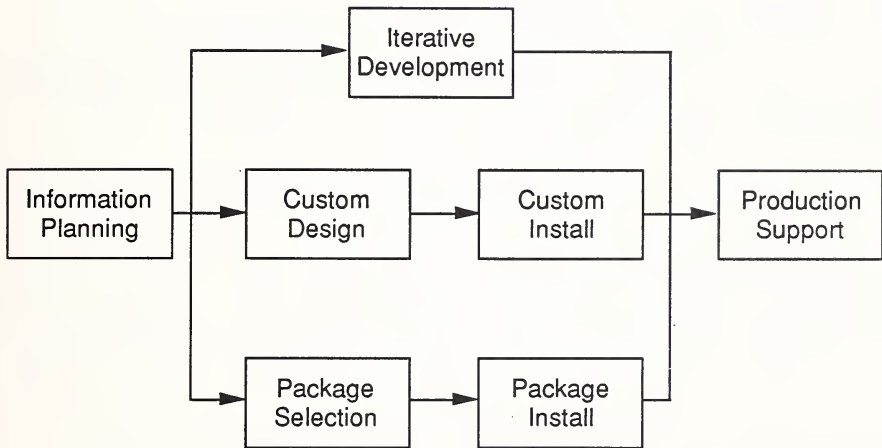 Iterative
Development
Information
Planning
Custom
Design
Custom
Install
Production
Support
Package
Selection
Package
Install